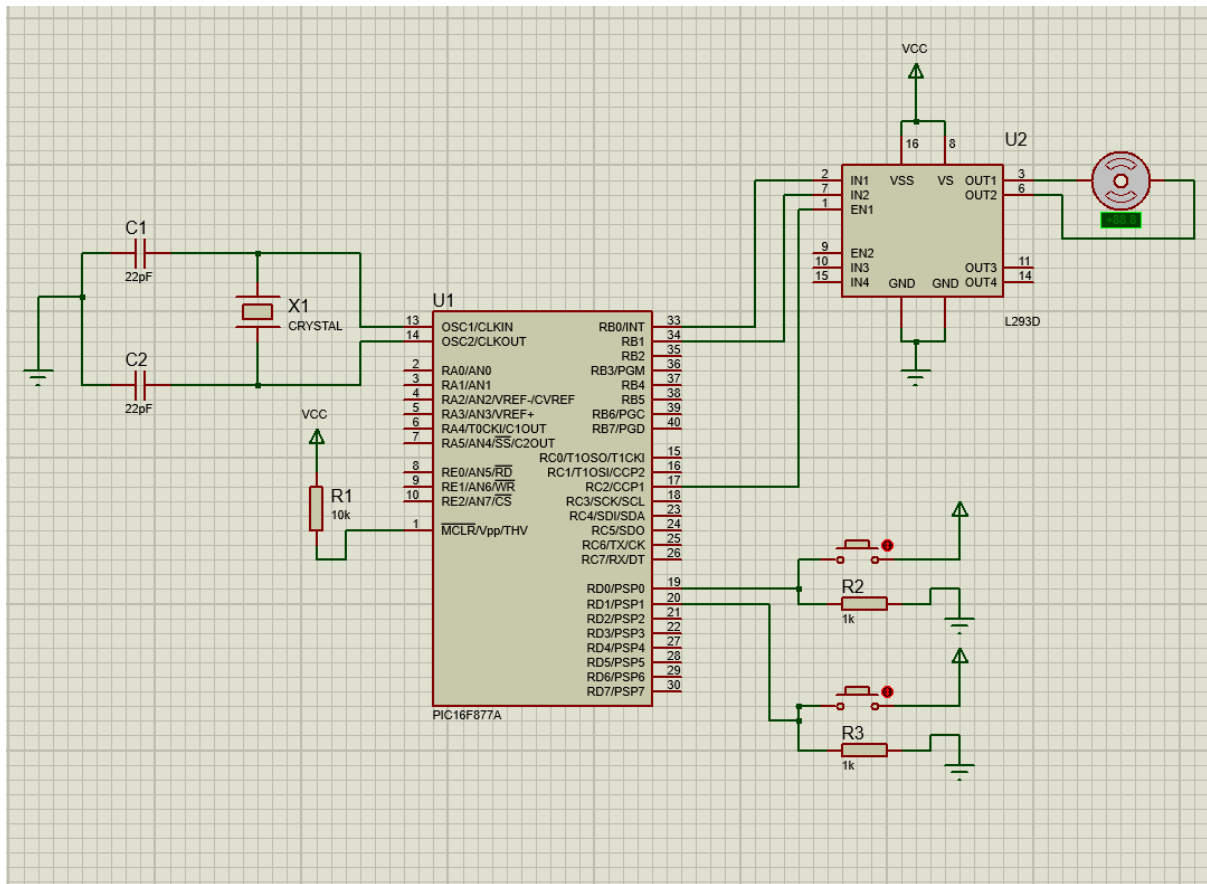 VCC
16
8
U2
2
7
1
IN1
IN2
EN1
VSS
VS
OUT1
OUT2
3
6
+88.8
9
10
15
EN2
IN3
IN4
GND
GND
OUT3
OUT4
11
14
L293D
C1
22pF
X1
CRYSTAL
C2
22pF
VCC
R1
10k
U1
13
14
2
3
4
5
6
7
8
9
10
1
OSC1/CLKIN
OSC2/CLKOUT
RA0/AN0
RA1/AN1
RA2/AN2/VREF-/CVREF
RA3/AN3/VREF+
RA4/T0CKI/C1OUT
RA5/AN4/SS/C2OUT
RE0/AN5/RD
RE1/AN6/WR
RE2/AN7/CS
MCLR/Vpp/THV
RB0/INT
RB1
RB2
RB3/PGM
RB4
RB5
RB6/PGC
RB7/PGD
RC0/T1OSO/T1CKI
RC1/T1OSI/CCP2
RC2/CCP1
RC3/SCK/SCL
RC4/SDI/SDA
RC5/SDO
RC6/TX/CK
RC7/RX/DT
RD0/PSP0
RD1/PSP1
RD2/PSP2
RD3/PSP3
RD4/PSP4
RD5/PSP5
RD6/PSP6
RD7/PSP7
33
34
35
36
37
38
39
40
15
16
17
18
23
24
25
26
19
20
21
22
27
28
29
30
PIC16F877A
R2
1k
R3
1k